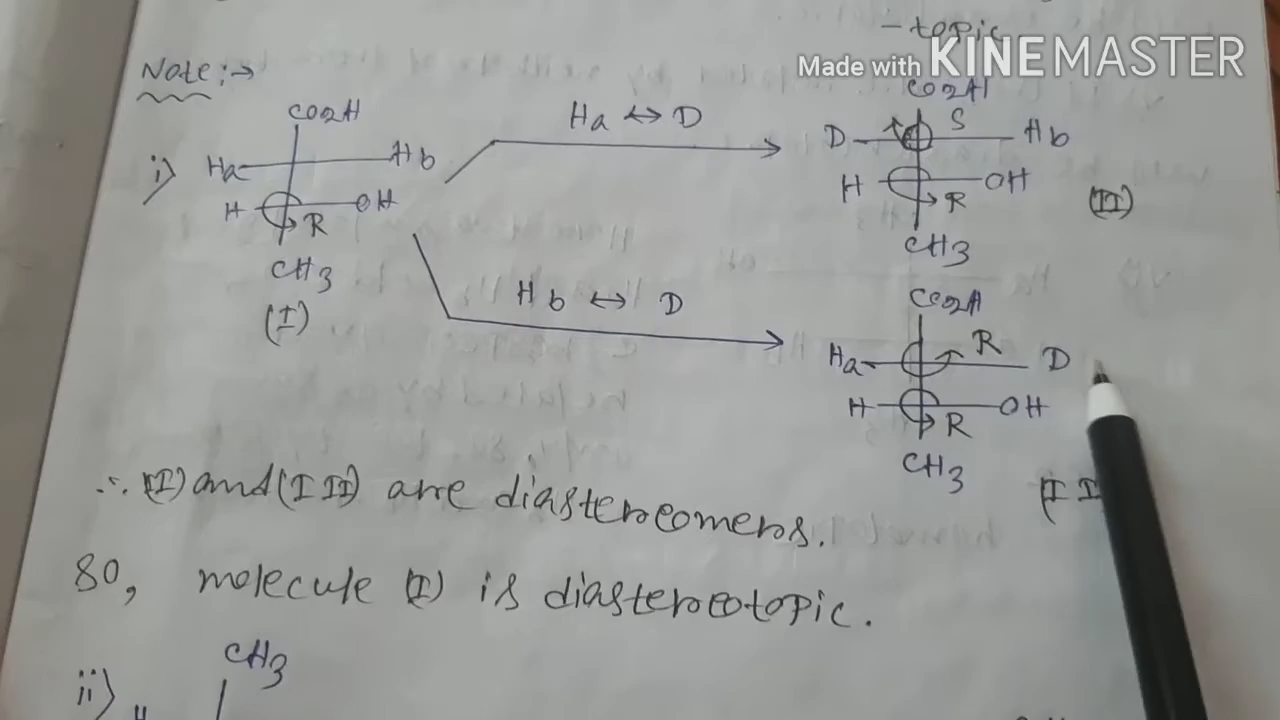 - topic
Made with KINEMASTER
Note:→
CO2H
Ha Hb
H OH
R
CH3
(I)
i)
Ha ↔ D
CO2H
D S Hb
H OH
R
CH3
(II)
Hb ↔ D
CO2H
Ha R D
H OH
R
CH3
∴ (I) and (III) are diastereomers.
So, molecule (I) is diastereotopic.
ii)
CH3
H